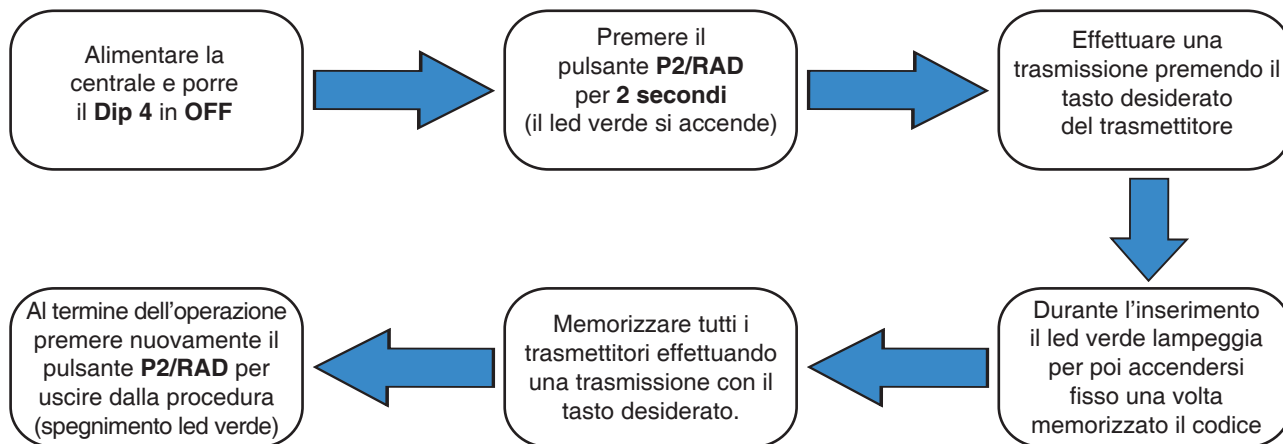 Alimentare la
centrale e porre
il Dip 4 in OFF
Premere il
pulsante P2/RAD
per 2 secondi
(il led verde si accende)
Effettuare una
trasmissione premendo il
tasto desiderato
del trasmettitore
Durante l’inserimento
il led verde lampeggia
per poi accendersi
fisso una volta
memorizzato il codice
Memorizzare tutti i
trasmettitori effettuando
una trasmissione con il
tasto desiderato.
Al termine dell’operazione
premere nuovamente il
pulsante P2/RAD per
uscire dalla procedura
(spegnimento led verde)